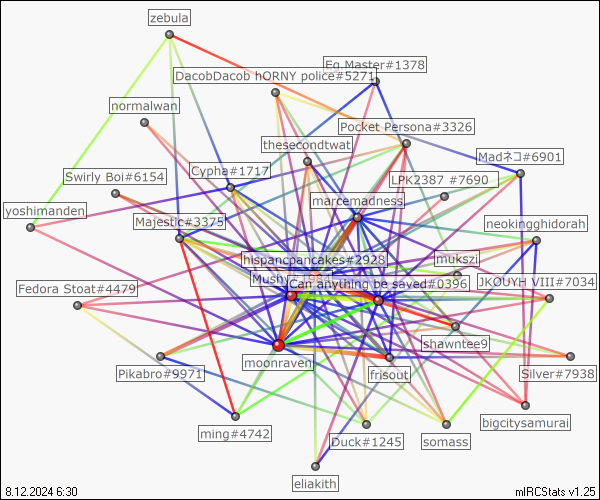 zebula
Eg.Master#1378
DacobDacob hORNY police#5271
normalwan
Pocket Persona#3326
thesecondtwat
Madネコ#6901
Cypha#1717
Swirly Boi#6154
LPK2387 #7690
marcemadness
yoshimanden
Majestic#3375
neokingghidorah
hispancpancakes#2928
mukszi
Can anything be saved#0396
JKOUYH VIII#7034
Fedora Stoat#4479
shawntee9
moonraven
Pikabro#9971
frisout
Silver#7938
bigcitysamurai
ming#4742
Duck#1245
somass
eliakith
8.12.2024 6:30
mIRCStats v1.25